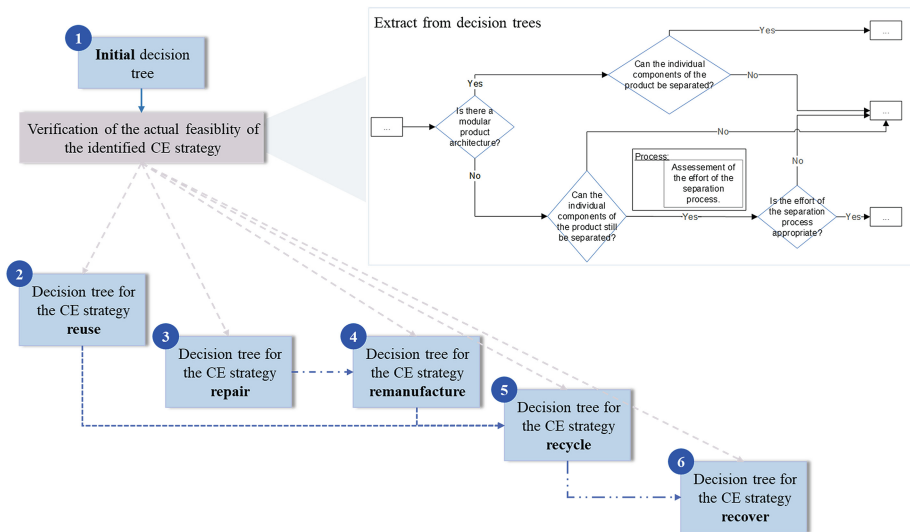 1
Initial decision
tree
Verification of the actual feasiblity of
the identified CE strategy
Extract from decision trees
...
Is there a
modular
product
architecture?
Yes
No
Can the individual
components of the
product be separated?
Yes
...
No
...
Can the
individual
components of
the product still
be separated?
No
Yes
Process:
Assessement of
the effort of the
separation
process.
Is the effort of
the separation
process
appropriate?
No
Yes
...
2
Decision tree for
the CE strategy
reuse
3
Decision tree for
the CE strategy
repair
4
Decision tree for
the CE strategy
remanufacture
5
Decision tree for
the CE strategy
recycle
6
Decision tree for
the CE strategy
recover